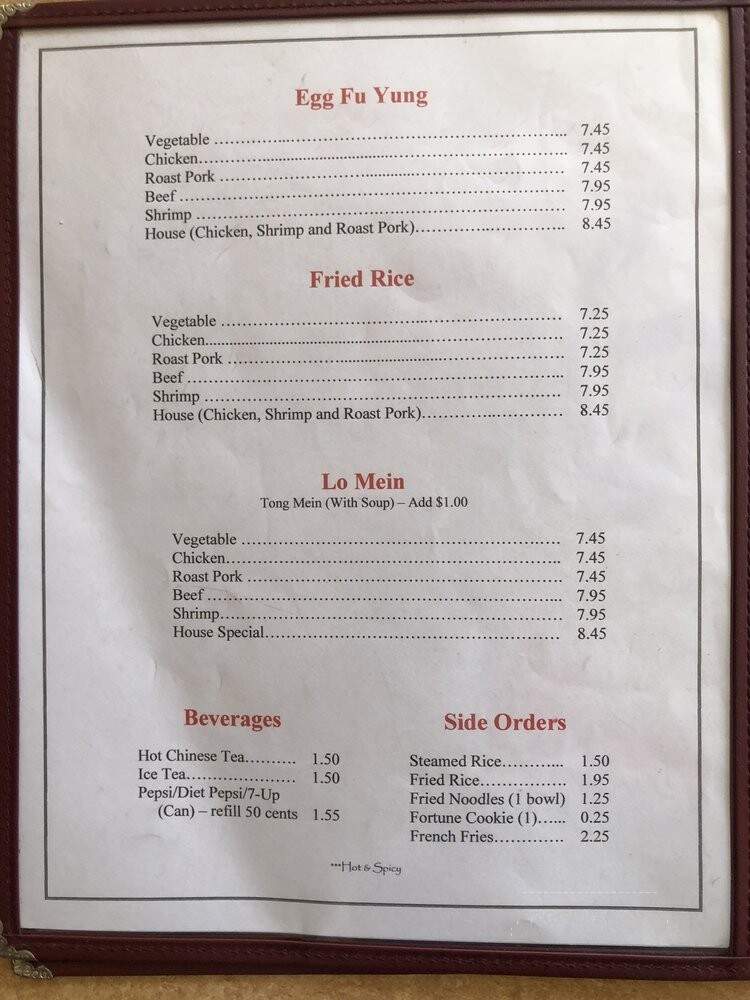 Egg Fu Yung
Vegetable ........................................................ 7.45
Chicken........................................................ 7.45
Roast Pork ........................................................ 7.45
Beef ........................................................ 7.95
Shrimp ........................................................ 7.95
House (Chicken, Shrimp and Roast Pork)............................ 8.45
Fried Rice
Vegetable ........................................................ 7.25
Chicken........................................................ 7.25
Roast Pork ........................................................ 7.25
Beef ........................................................ 7.95
Shrimp ........................................................ 7.95
House (Chicken, Shrimp and Roast Pork)............................ 8.45
Lo Mein
Tong Mein (With Soup) – Add $1.00
Vegetable ........................................................ 7.45
Chicken........................................................ 7.45
Roast Pork ........................................................ 7.45
Beef ........................................................ 7.95
Shrimp........................................................ 7.95
House Special........................................................ 8.45
Beverages
Hot Chinese Tea.......... 1.50
Ice Tea..................... 1.50
Pepsi/Diet Pepsi/7-Up
(Can) – refill 50 cents 1.55
Side Orders
Steamed Rice............ 1.50
Fried Rice................ 1.95
Fried Noodles (1 bowl) 1.25
Fortune Cookie (1)...... 0.25
French Fries............. 2.25
***Hot & Spicy